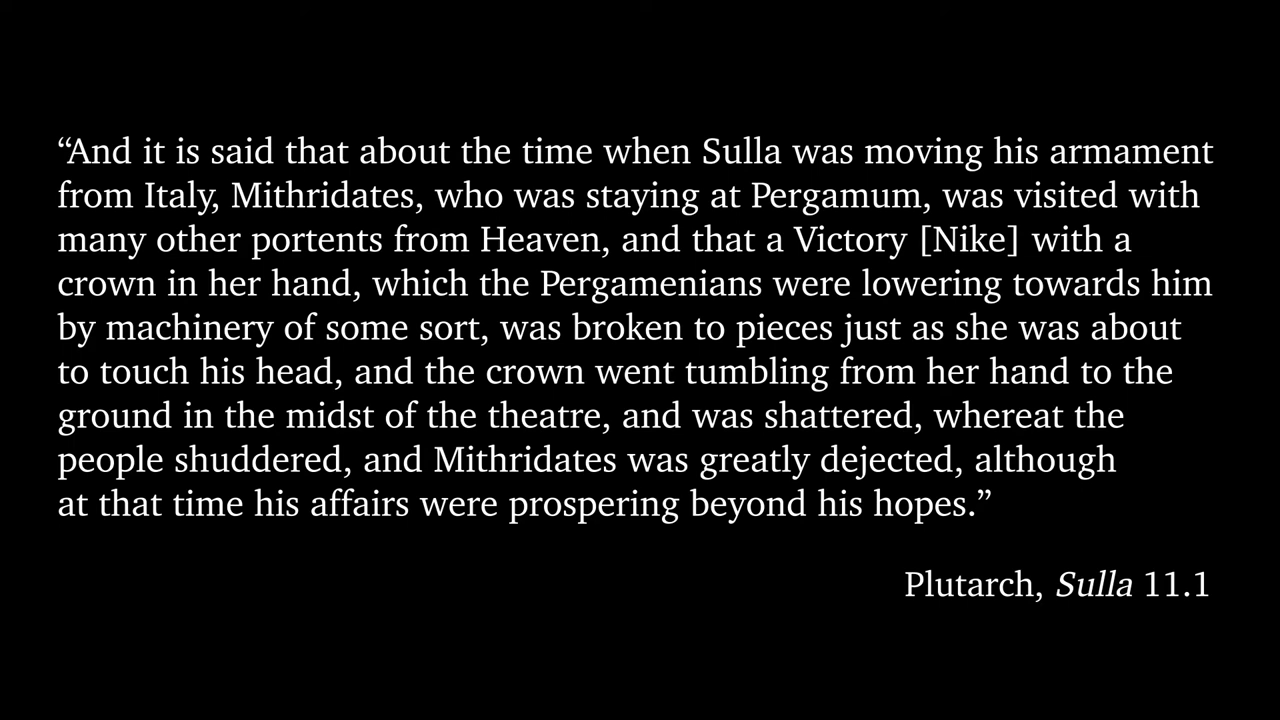 “And it is said that about the time when Sulla was moving his armament
from Italy, Mithridates, who was staying at Pergamum, was visited with
many other portents from Heaven, and that a Victory [Nike] with a
crown in her hand, which the Pergamenians were lowering towards him
by machinery of some sort, was broken to pieces just as she was about
to touch his head, and the crown went tumbling from her hand to the
ground in the midst of the theatre, and was shattered, whereat the
people shuddered, and Mithridates was greatly dejected, although
at that time his affairs were prospering beyond his hopes.”
Plutarch, Sulla 11.1